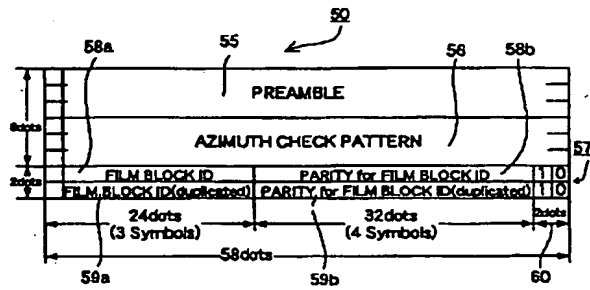 50
58a 55 56 58b
PREAMBLE
8dots
AZIMUTH CHECK PATTERN
57
2dots FILM BLOCK ID PARITY for FILM BLOCK ID 1 0
FILM BLOCK ID(duplicated) PARITY for FILM BLOCK ID(duplicated) 1 0
24dots 32dots 2dots
(3 Symbols) (4 Symbols)
58dots
59a 59b 60